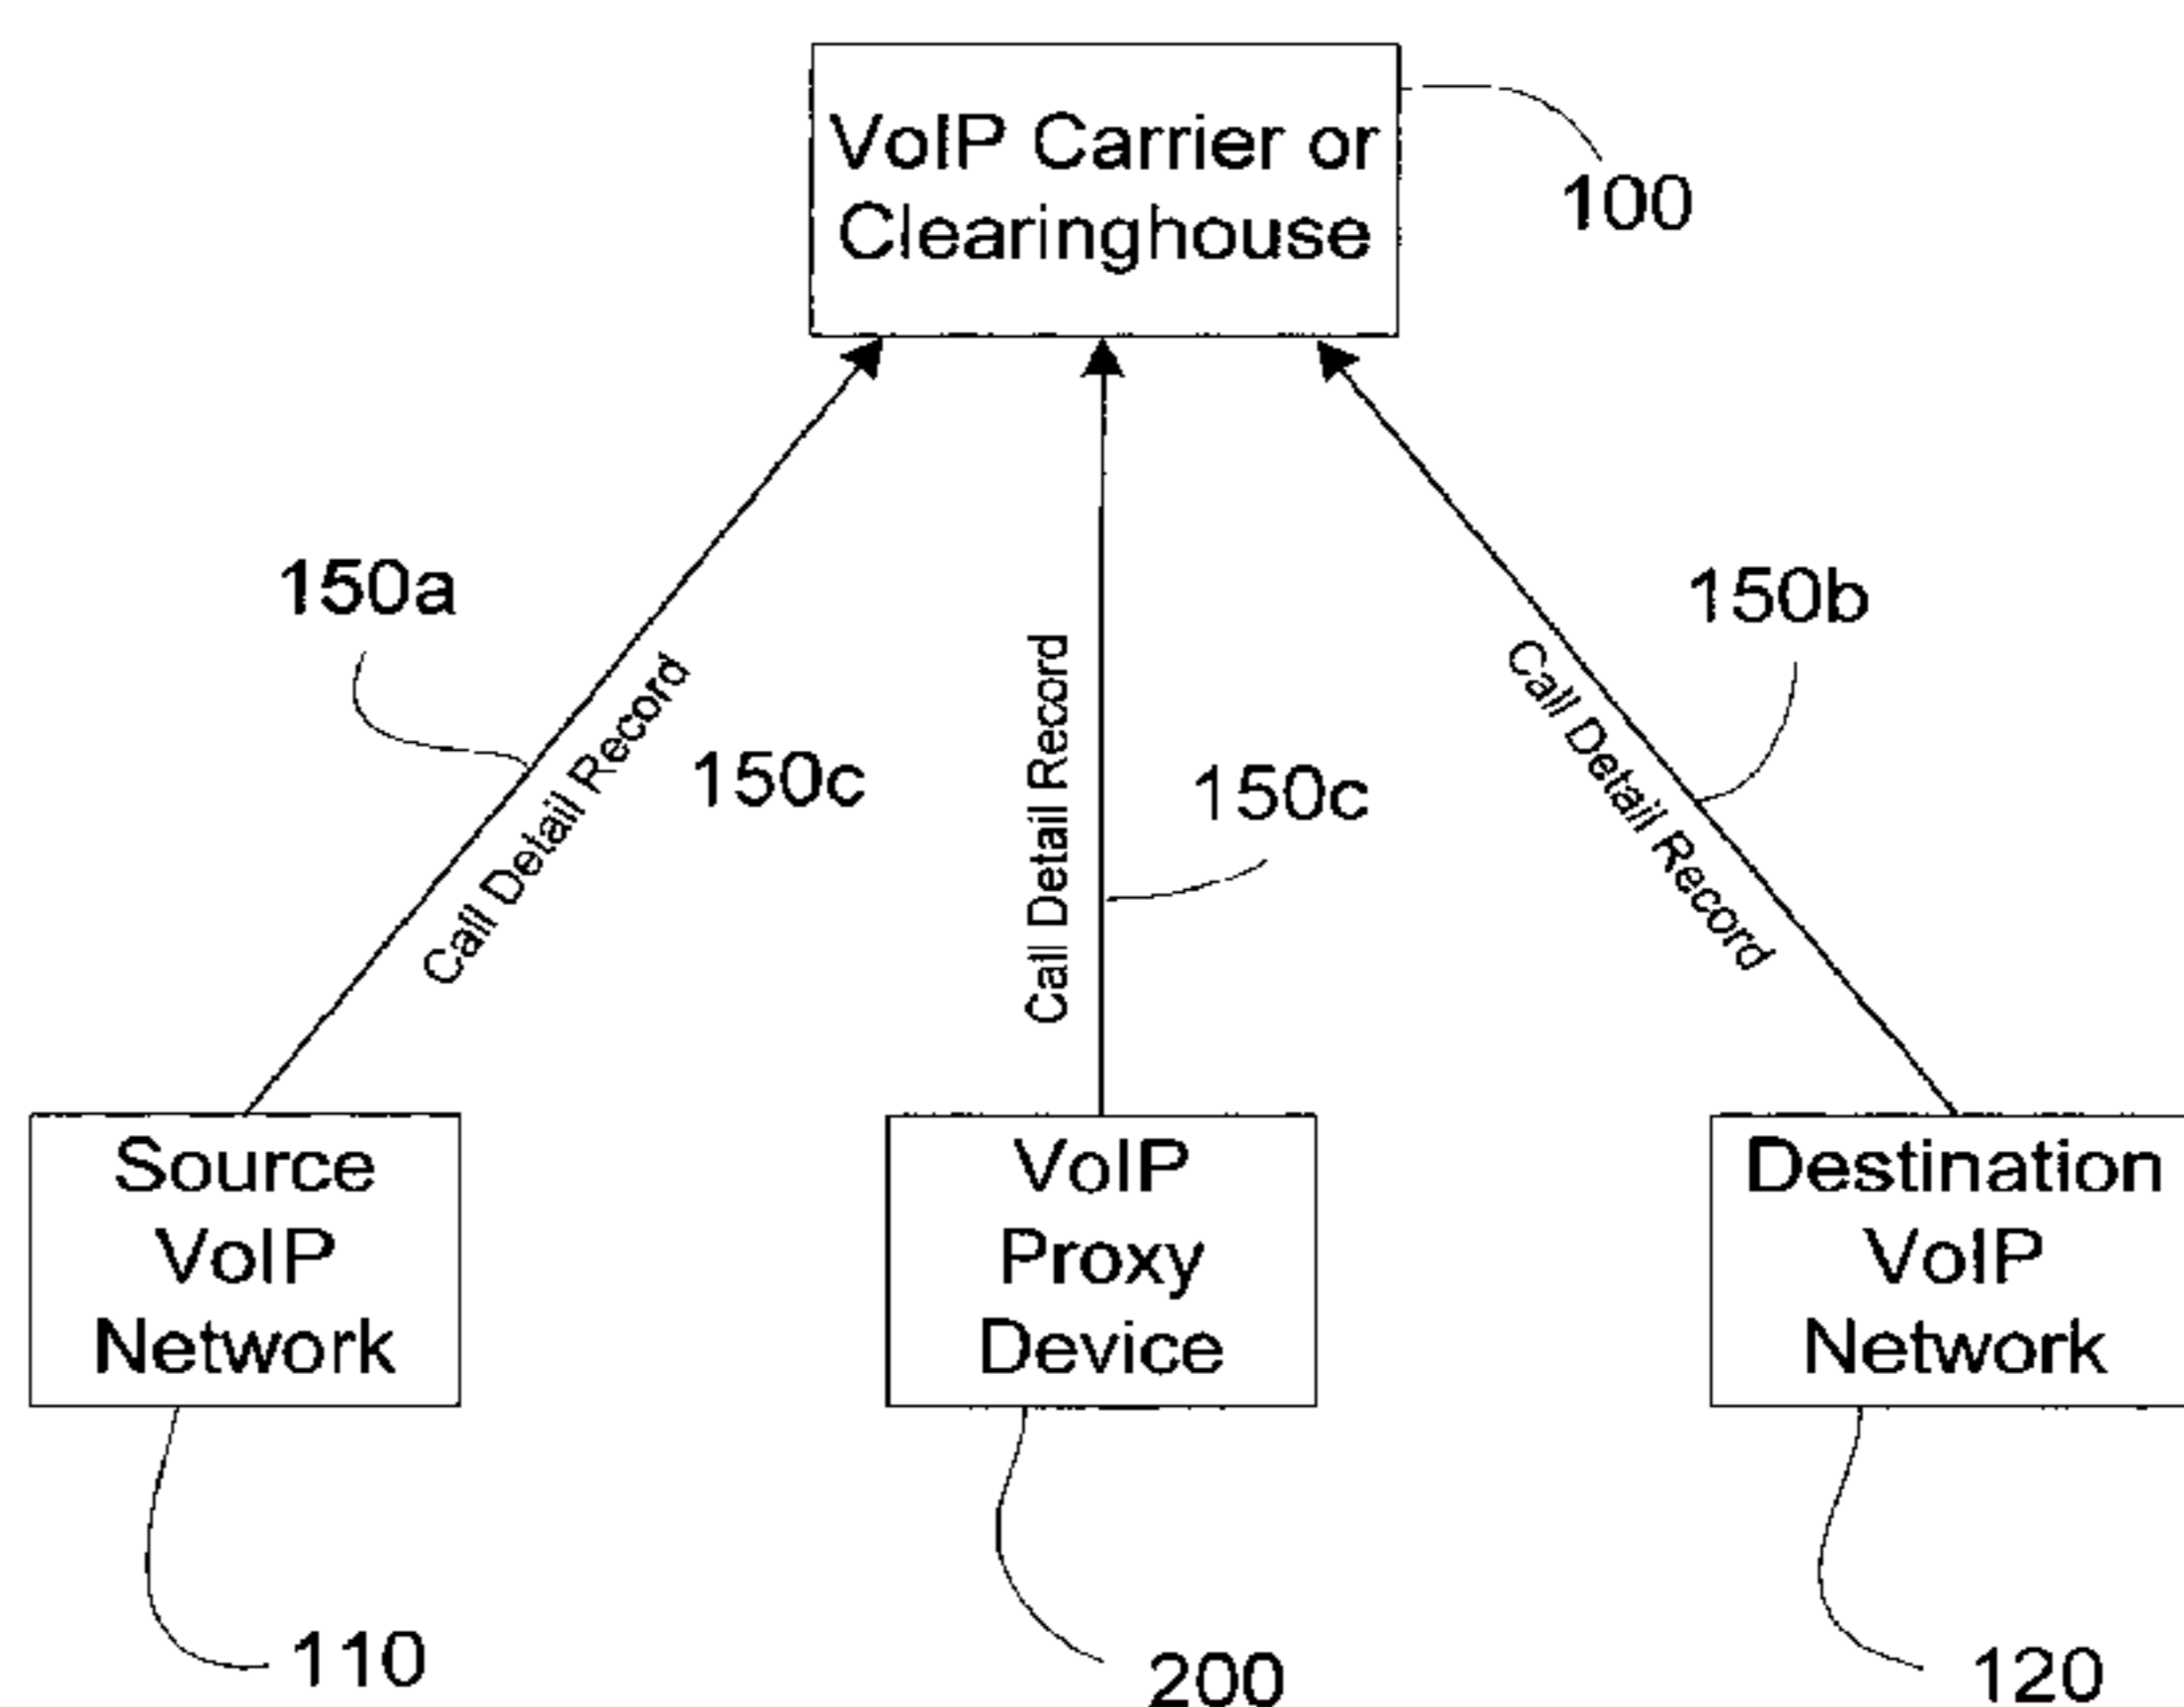 VoIP Carrier or
Clearinghouse
100
150a
150b
Call Detail Record
150c
Call Detail Record
150c
Call Detail Record
Source
VoIP
Network
VoIP
Proxy
Device
Destination
VoIP
Network
110
200
120